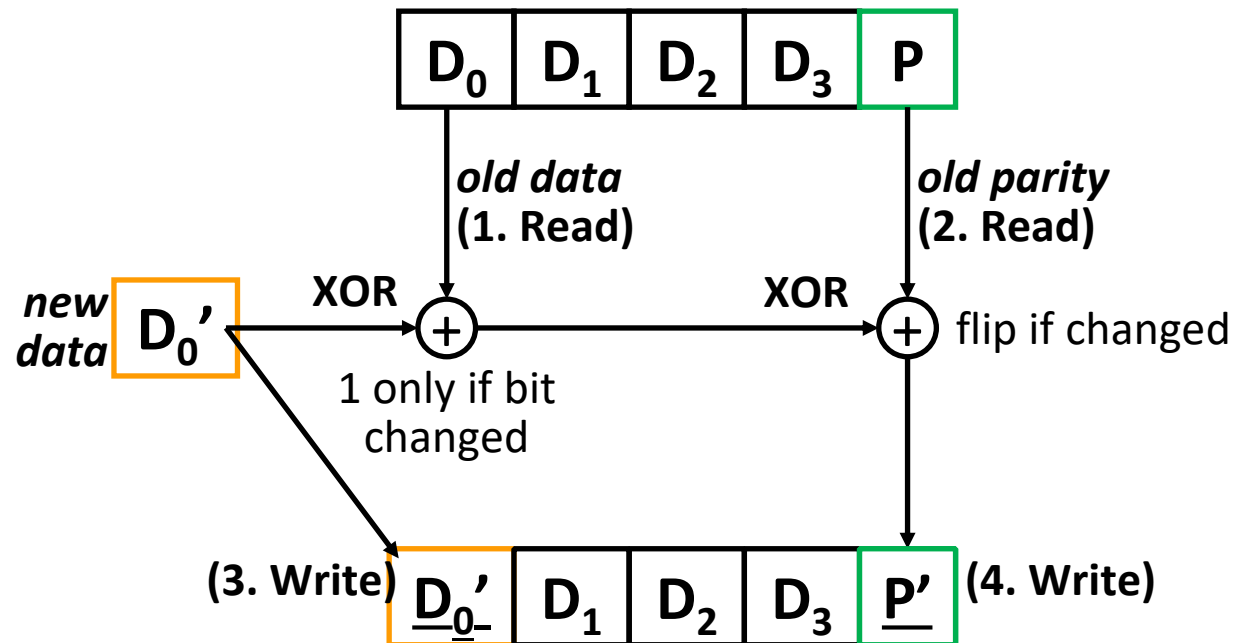 D₀ D₁ D₂ D₃ P
old data
(1. Read)
old parity
(2. Read)
new
data
D₀’
XOR
+
XOR
+
flip if changed
1 only if bit
changed
(3. Write) D₀’ D₁ D₂ D₃ P’ (4. Write)